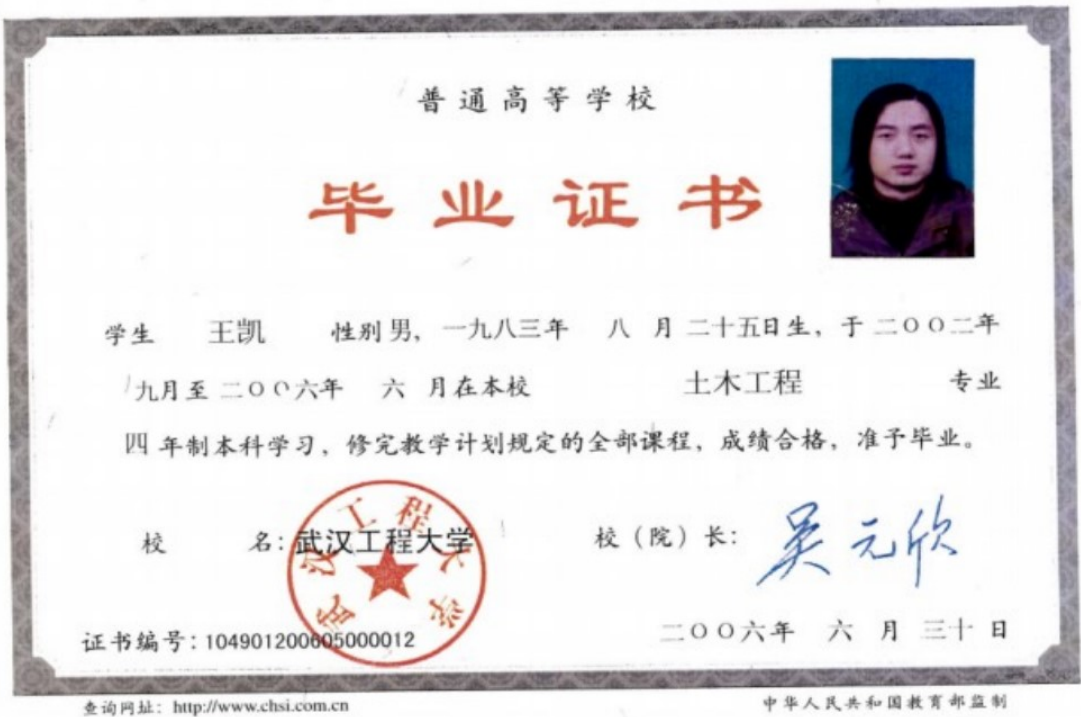 普通高等学校
毕业证书
学生 王凯 性别 男，一九八三年 八 月 二十五日生，于 二〇〇二年
九月至 二〇〇六年 六 月在本校 土木工程 专业
四 年制本科学习，修完教学计划规定的全部课程，成绩合格，准予毕业。
校 名：武汉工程大学 校（院）长：吴元欣
武汉工程大学
证书编号：104901200605000012 二〇〇六年 六 月 三十 日
查询网址：http://www.chsi.com.cn 中华人民共和国教育部监制